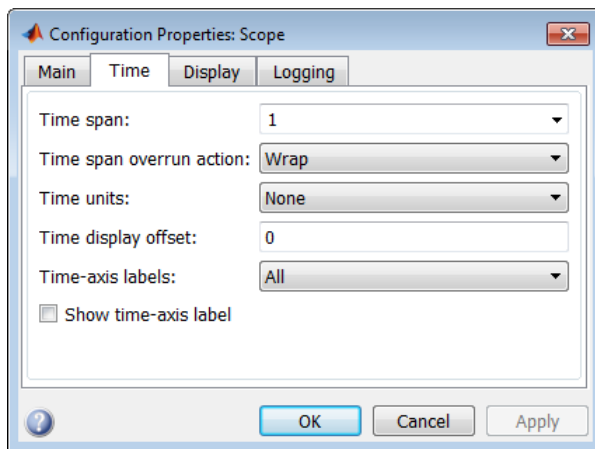 Configuration Properties: Scope
Main Time Display Logging
Time span: 1
Time span overrun action: Wrap
Time units: None
Time display offset: 0
Time-axis labels: All
Show time-axis label
OK Cancel Apply